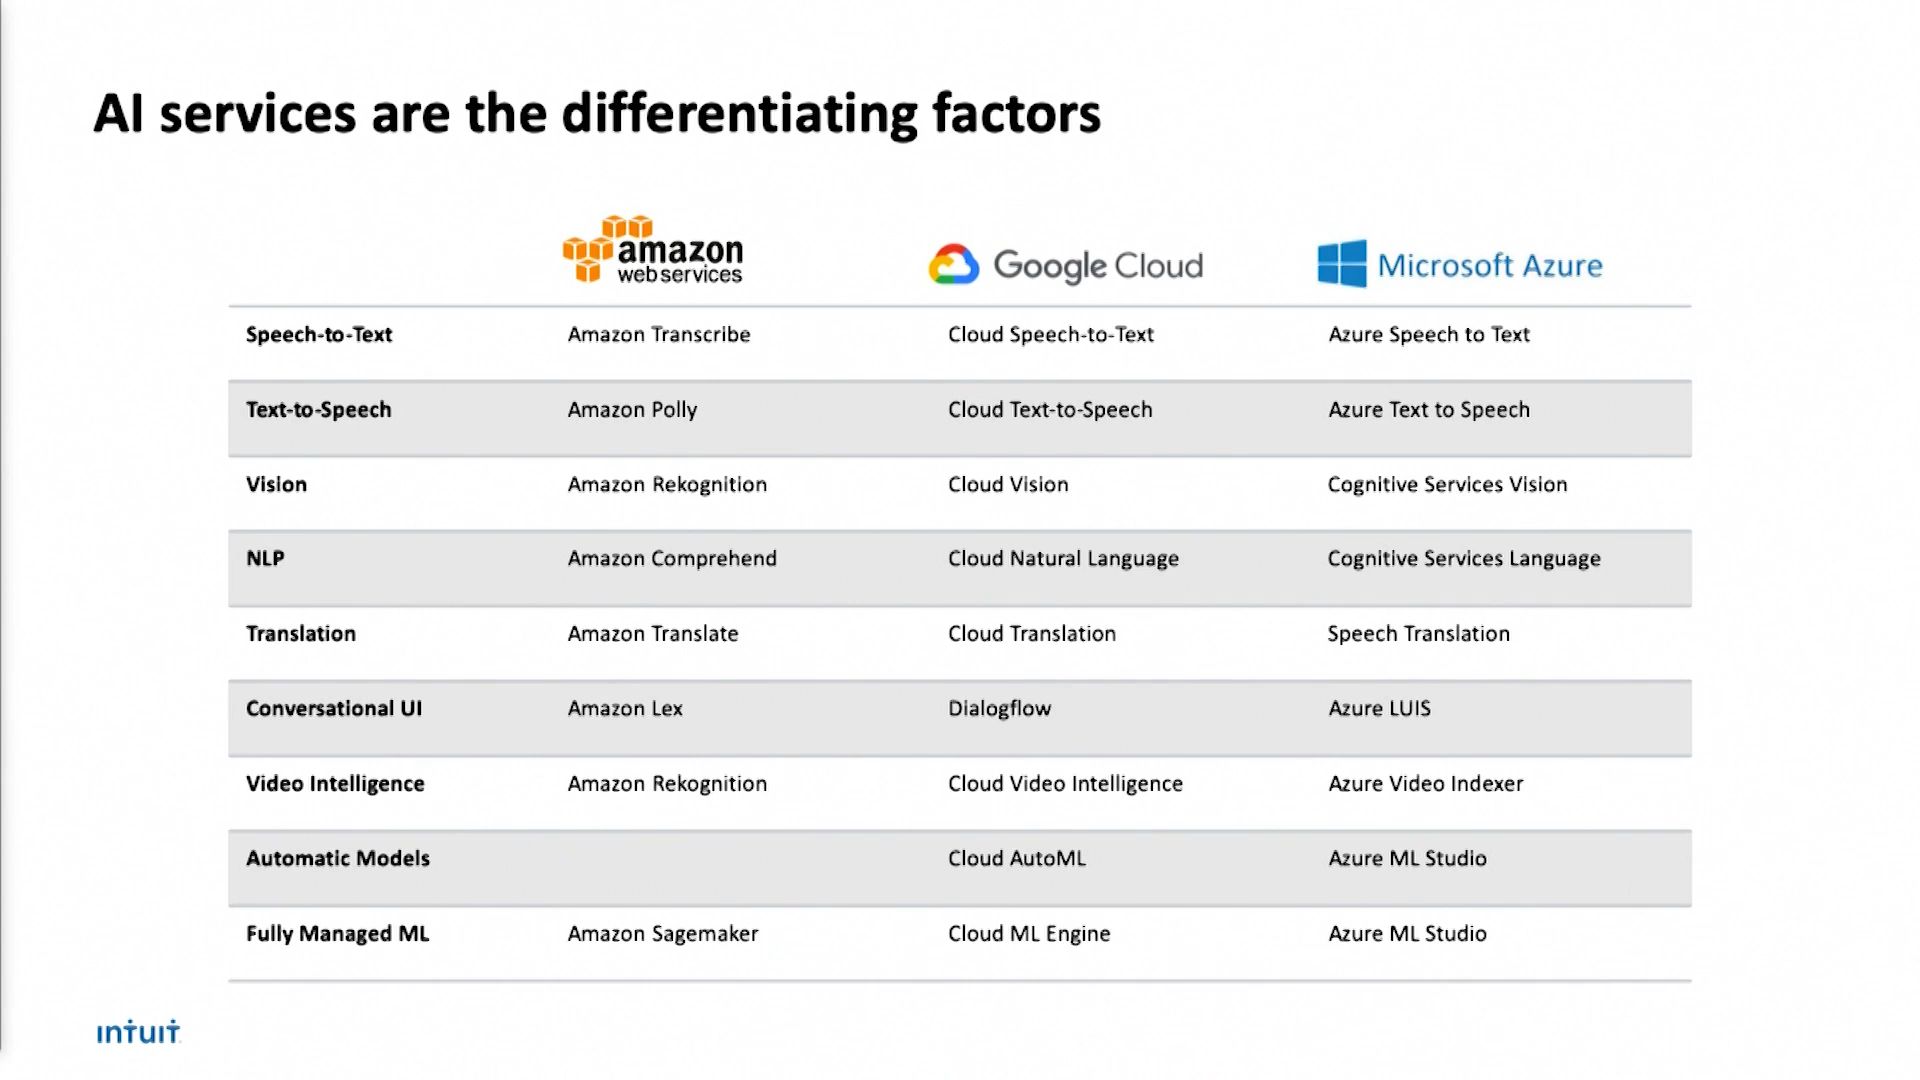 AI services are the differentiating factors
amazon
webservices
Google Cloud
Microsoft Azure
Speech-to-Text Amazon Transcribe Cloud Speech-to-Text Azure Speech to Text
Text-to-Speech Amazon Polly Cloud Text-to-Speech Azure Text to Speech
Vision Amazon Rekognition Cloud Vision Cognitive Services Vision
NLP Amazon Comprehend Cloud Natural Language Cognitive Services Language
Translation Amazon Translate Cloud Translation Speech Translation
Conversational UI Amazon Lex Dialogflow Azure LUIS
Video Intelligence Amazon Rekognition Cloud Video Intelligence Azure Video Indexer
Automatic Models Cloud AutoML Azure ML Studio
Fully Managed ML Amazon Sagemaker Cloud ML Engine Azure ML Studio
intuit